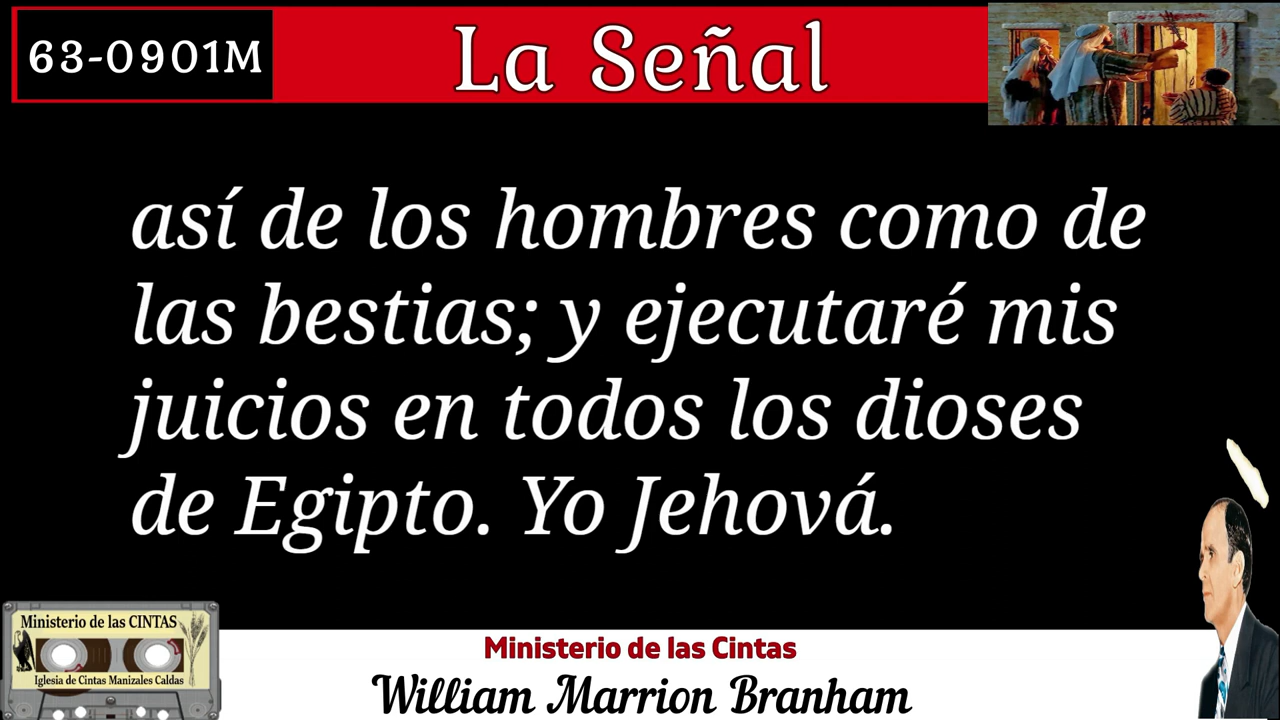 63-0901M
La Señal
así de los hombres como de
las bestias; y ejecutaré mis
juicios en todos los dioses
de Egipto. Yo Jehová.
Ministerio de las CINTAS
Iglesia de Cintas Manizales Caldas
Ministerio de las Cintas
William Marrion Branham